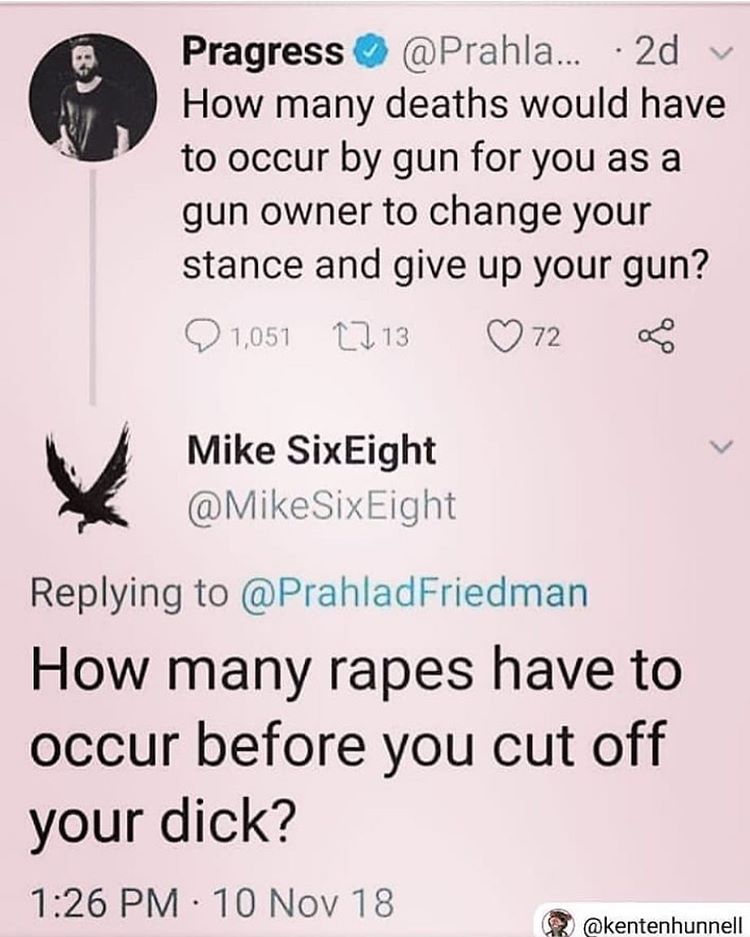 Pragress @Prahla... · 2d
How many deaths would have
to occur by gun for you as a
gun owner to change your
stance and give up your gun?
1,051 13 72
Mike SixEight
@MikeSixEight
Replying to @PrahladFriedman
How many rapes have to
occur before you cut off
your dick?
1:26 PM · 10 Nov 18
@kentenhunnell